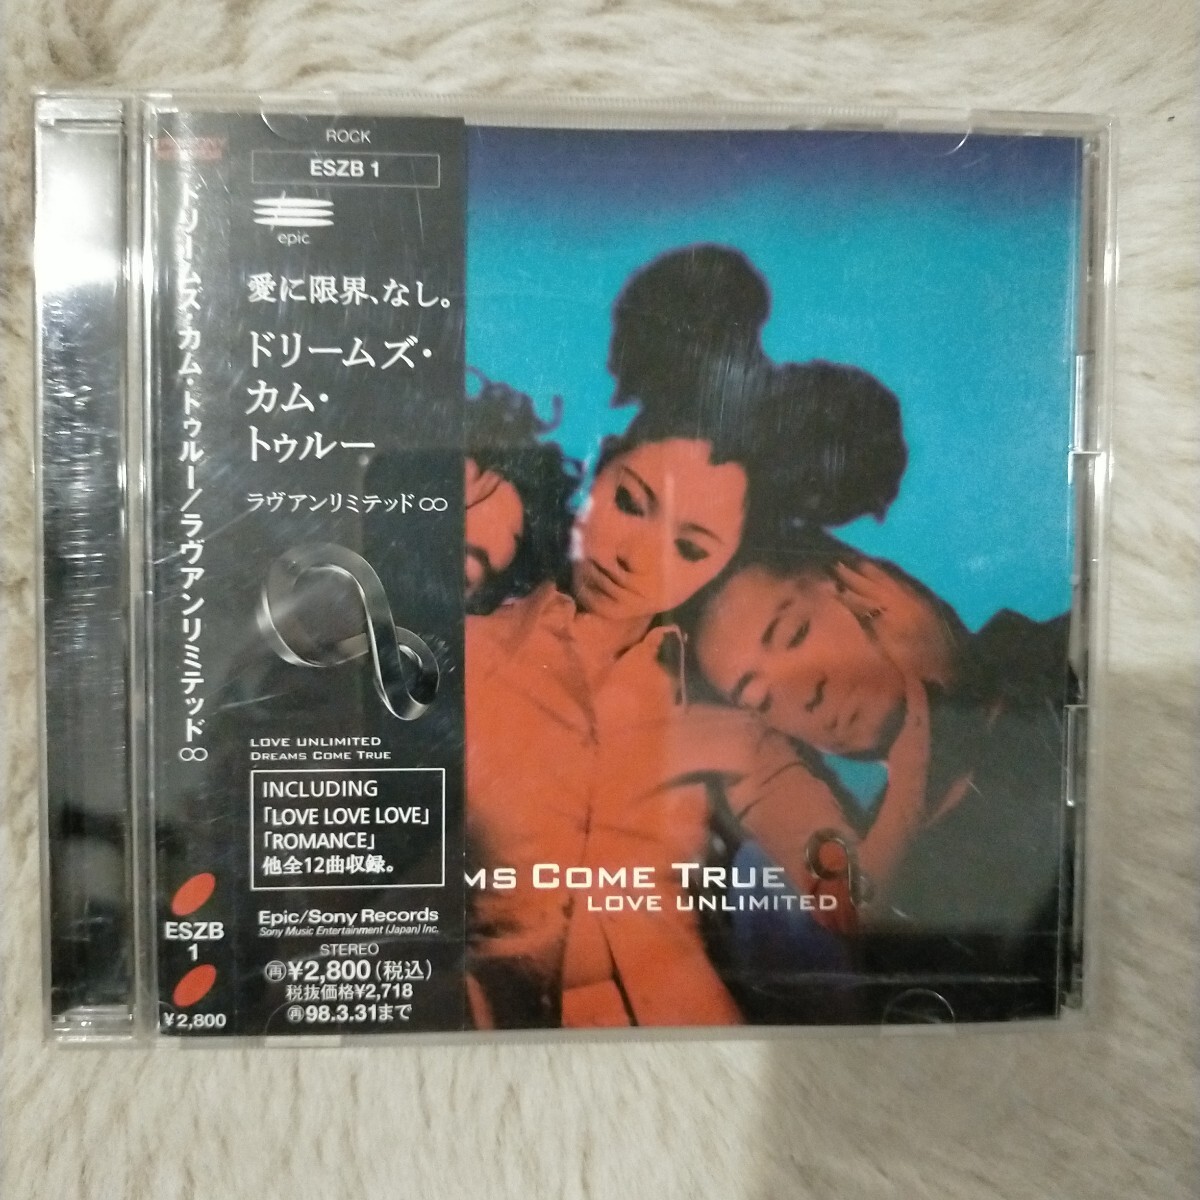 ドリームズ・カム・トゥルー/ラヴアンリミテッド∞
ESZB
1
¥2,800
ROCK
ESZB 1
epic
愛に限界、なし。
ドリームズ・
カム・
トゥルー
ラヴアンリミテッド∞
LOVE UNLIMITED
DREAMS COME TRUE
INCLUDING
「LOVE LOVE LOVE」
「ROMANCE」
他全12曲収録。
Epic/Sony Records
Sony Music Entertainment (Japan) Inc.
STEREO
㊢¥2,800(税込)
税抜価格¥2,718
㊢98.3.31まで
MS COME TRUE
LOVE UNLIMITED